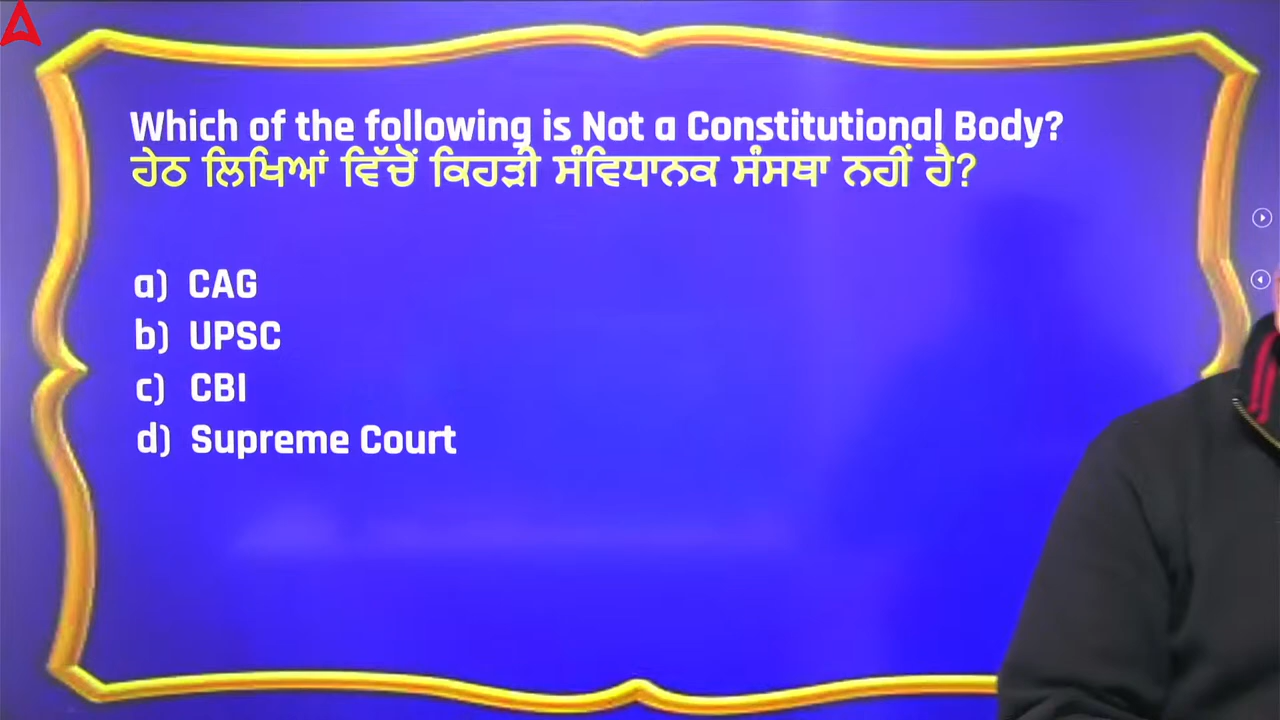 Which of the following is Not a Constitutional Body?
ਹੇਠ ਲਿਖਿਆਂ ਵਿੱਚੋਂ ਕਿਹੜੀ ਸੰਵਿਧਾਨਕ ਸੰਸਥਾ ਨਹੀਂ ਹੈ?
a) CAG
b) UPSC
c) CBI
d) Supreme Court